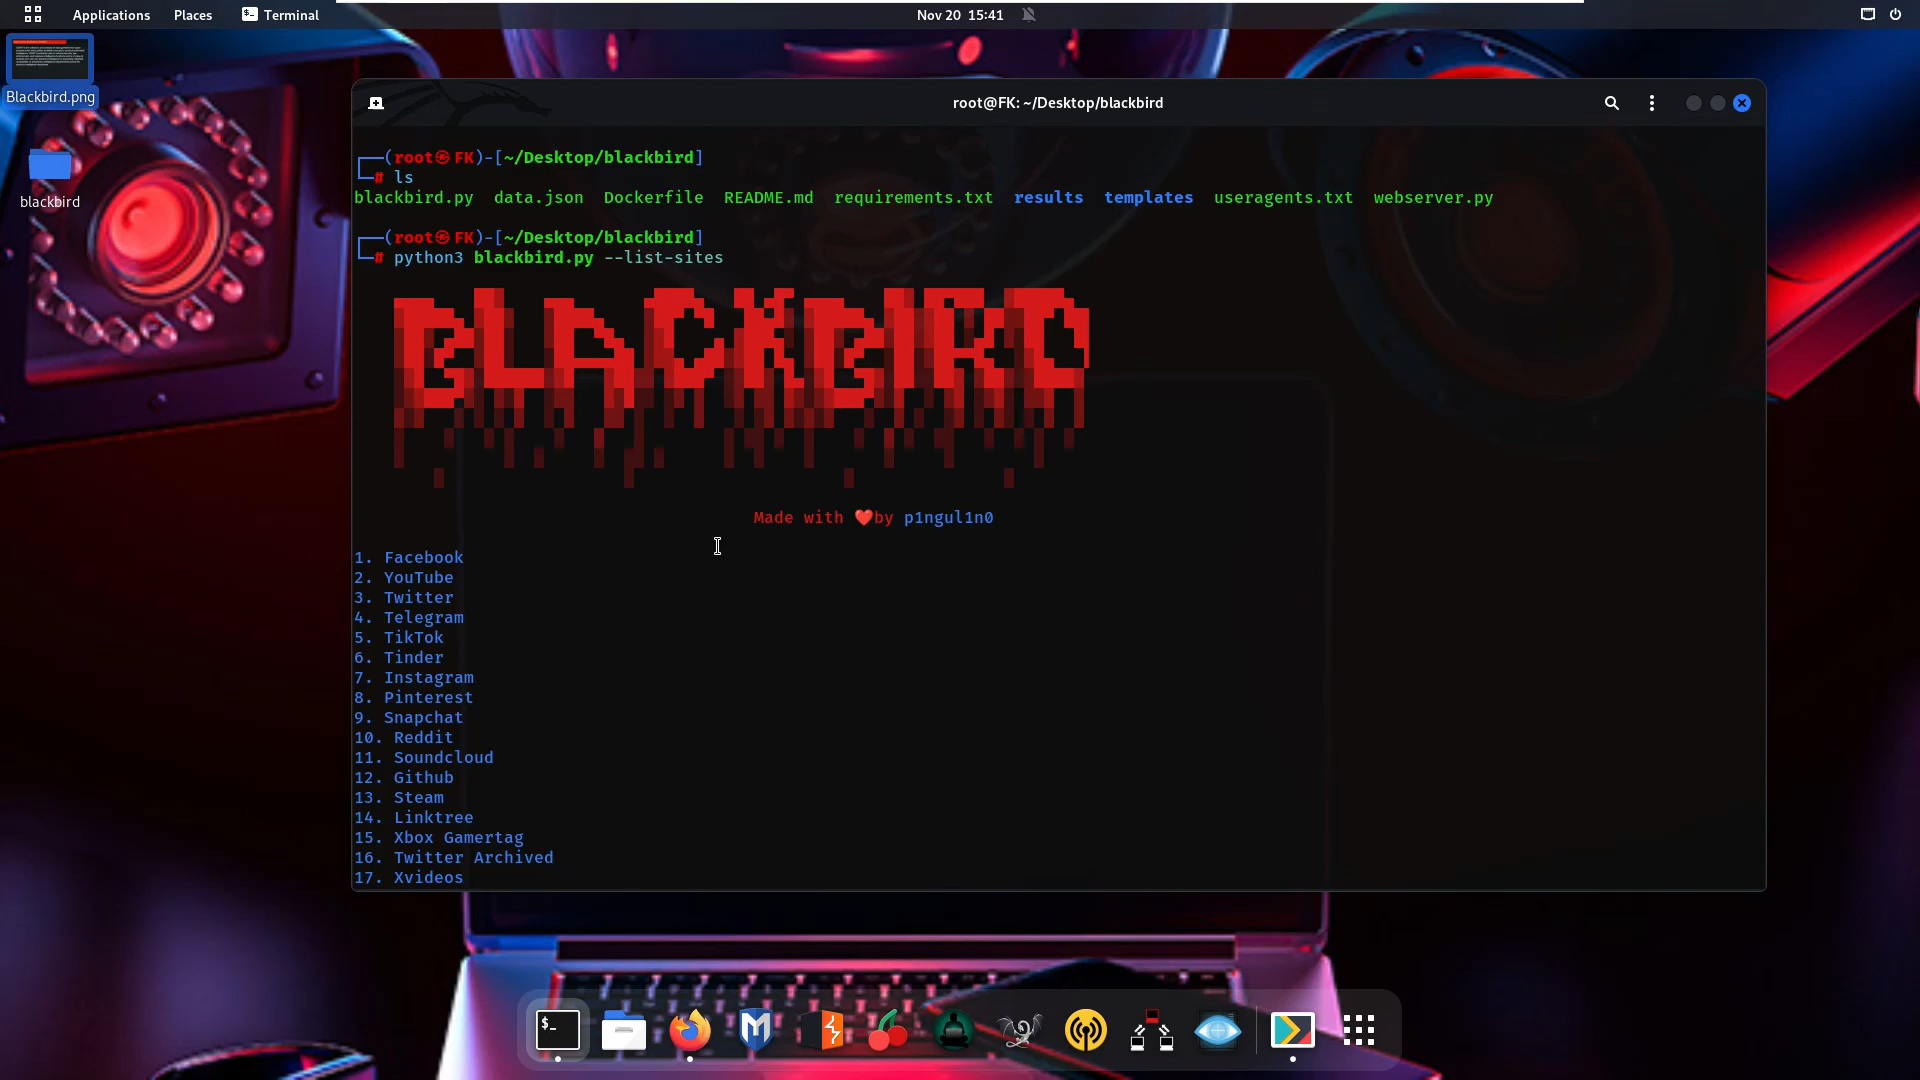 Applications Places Terminal Nov 20 15:41
Blackbird.png
blackbird
root@FK: ~/Desktop/blackbird
┌──(root㉿FK)-[~/Desktop/blackbird]
└─# ls
blackbird.py data.json Dockerfile README.md requirements.txt results templates useragents.txt webserver.py
┌──(root㉿FK)-[~/Desktop/blackbird]
└─# python3 blackbird.py --list-sites
BLACKBIRD
Made with ❤️by p1ngul1n0
1. Facebook
2. YouTube
3. Twitter
4. Telegram
5. TikTok
6. Tinder
7. Instagram
8. Pinterest
9. Snapchat
10. Reddit
11. Soundcloud
12. Github
13. Steam
14. Linktree
15. Xbox Gamertag
16. Twitter Archived
17. Xvideos